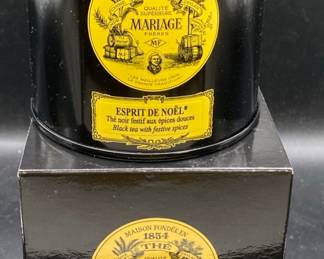 QUALITÉ
SUPÉRIEURE
MARIAGE
FRÈRES
MF
ESPRIT DE NOËL®
Thé noir festif aux épices douces
Black tea with festive spices
MAISON FONDÉE EN
1854
THÉ
QUALITÉ